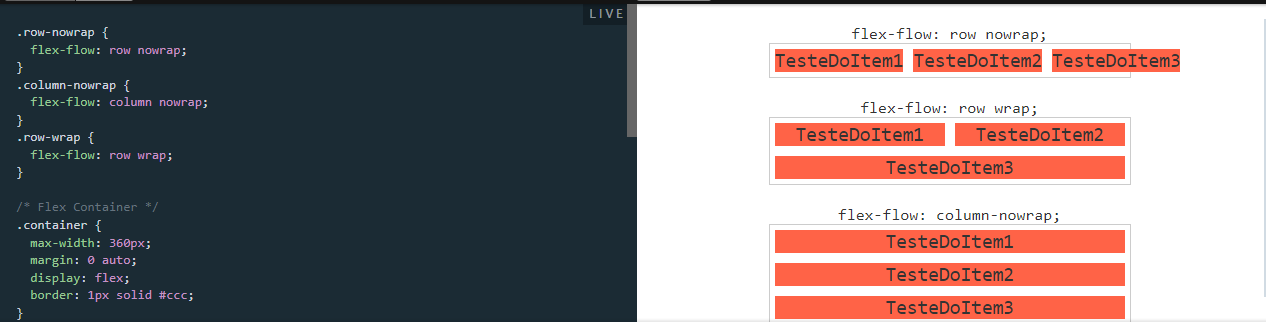 LIVE
.row-nowrap {
  flex-flow: row nowrap;
}
.column-nowrap {
  flex-flow: column nowrap;
}
.row-wrap {
  flex-flow: row wrap;
}
/* Flex Container */
.container {
  max-width: 360px;
  margin: 0 auto;
  display: flex;
  border: 1px solid #ccc;
}
flex-flow: row nowrap;
TesteDoItem1 TesteDoItem2 TesteDoItem3
flex-flow: row wrap;
TesteDoItem1 TesteDoItem2
TesteDoItem3
flex-flow: column-nowrap;
TesteDoItem1
TesteDoItem2
TesteDoItem3